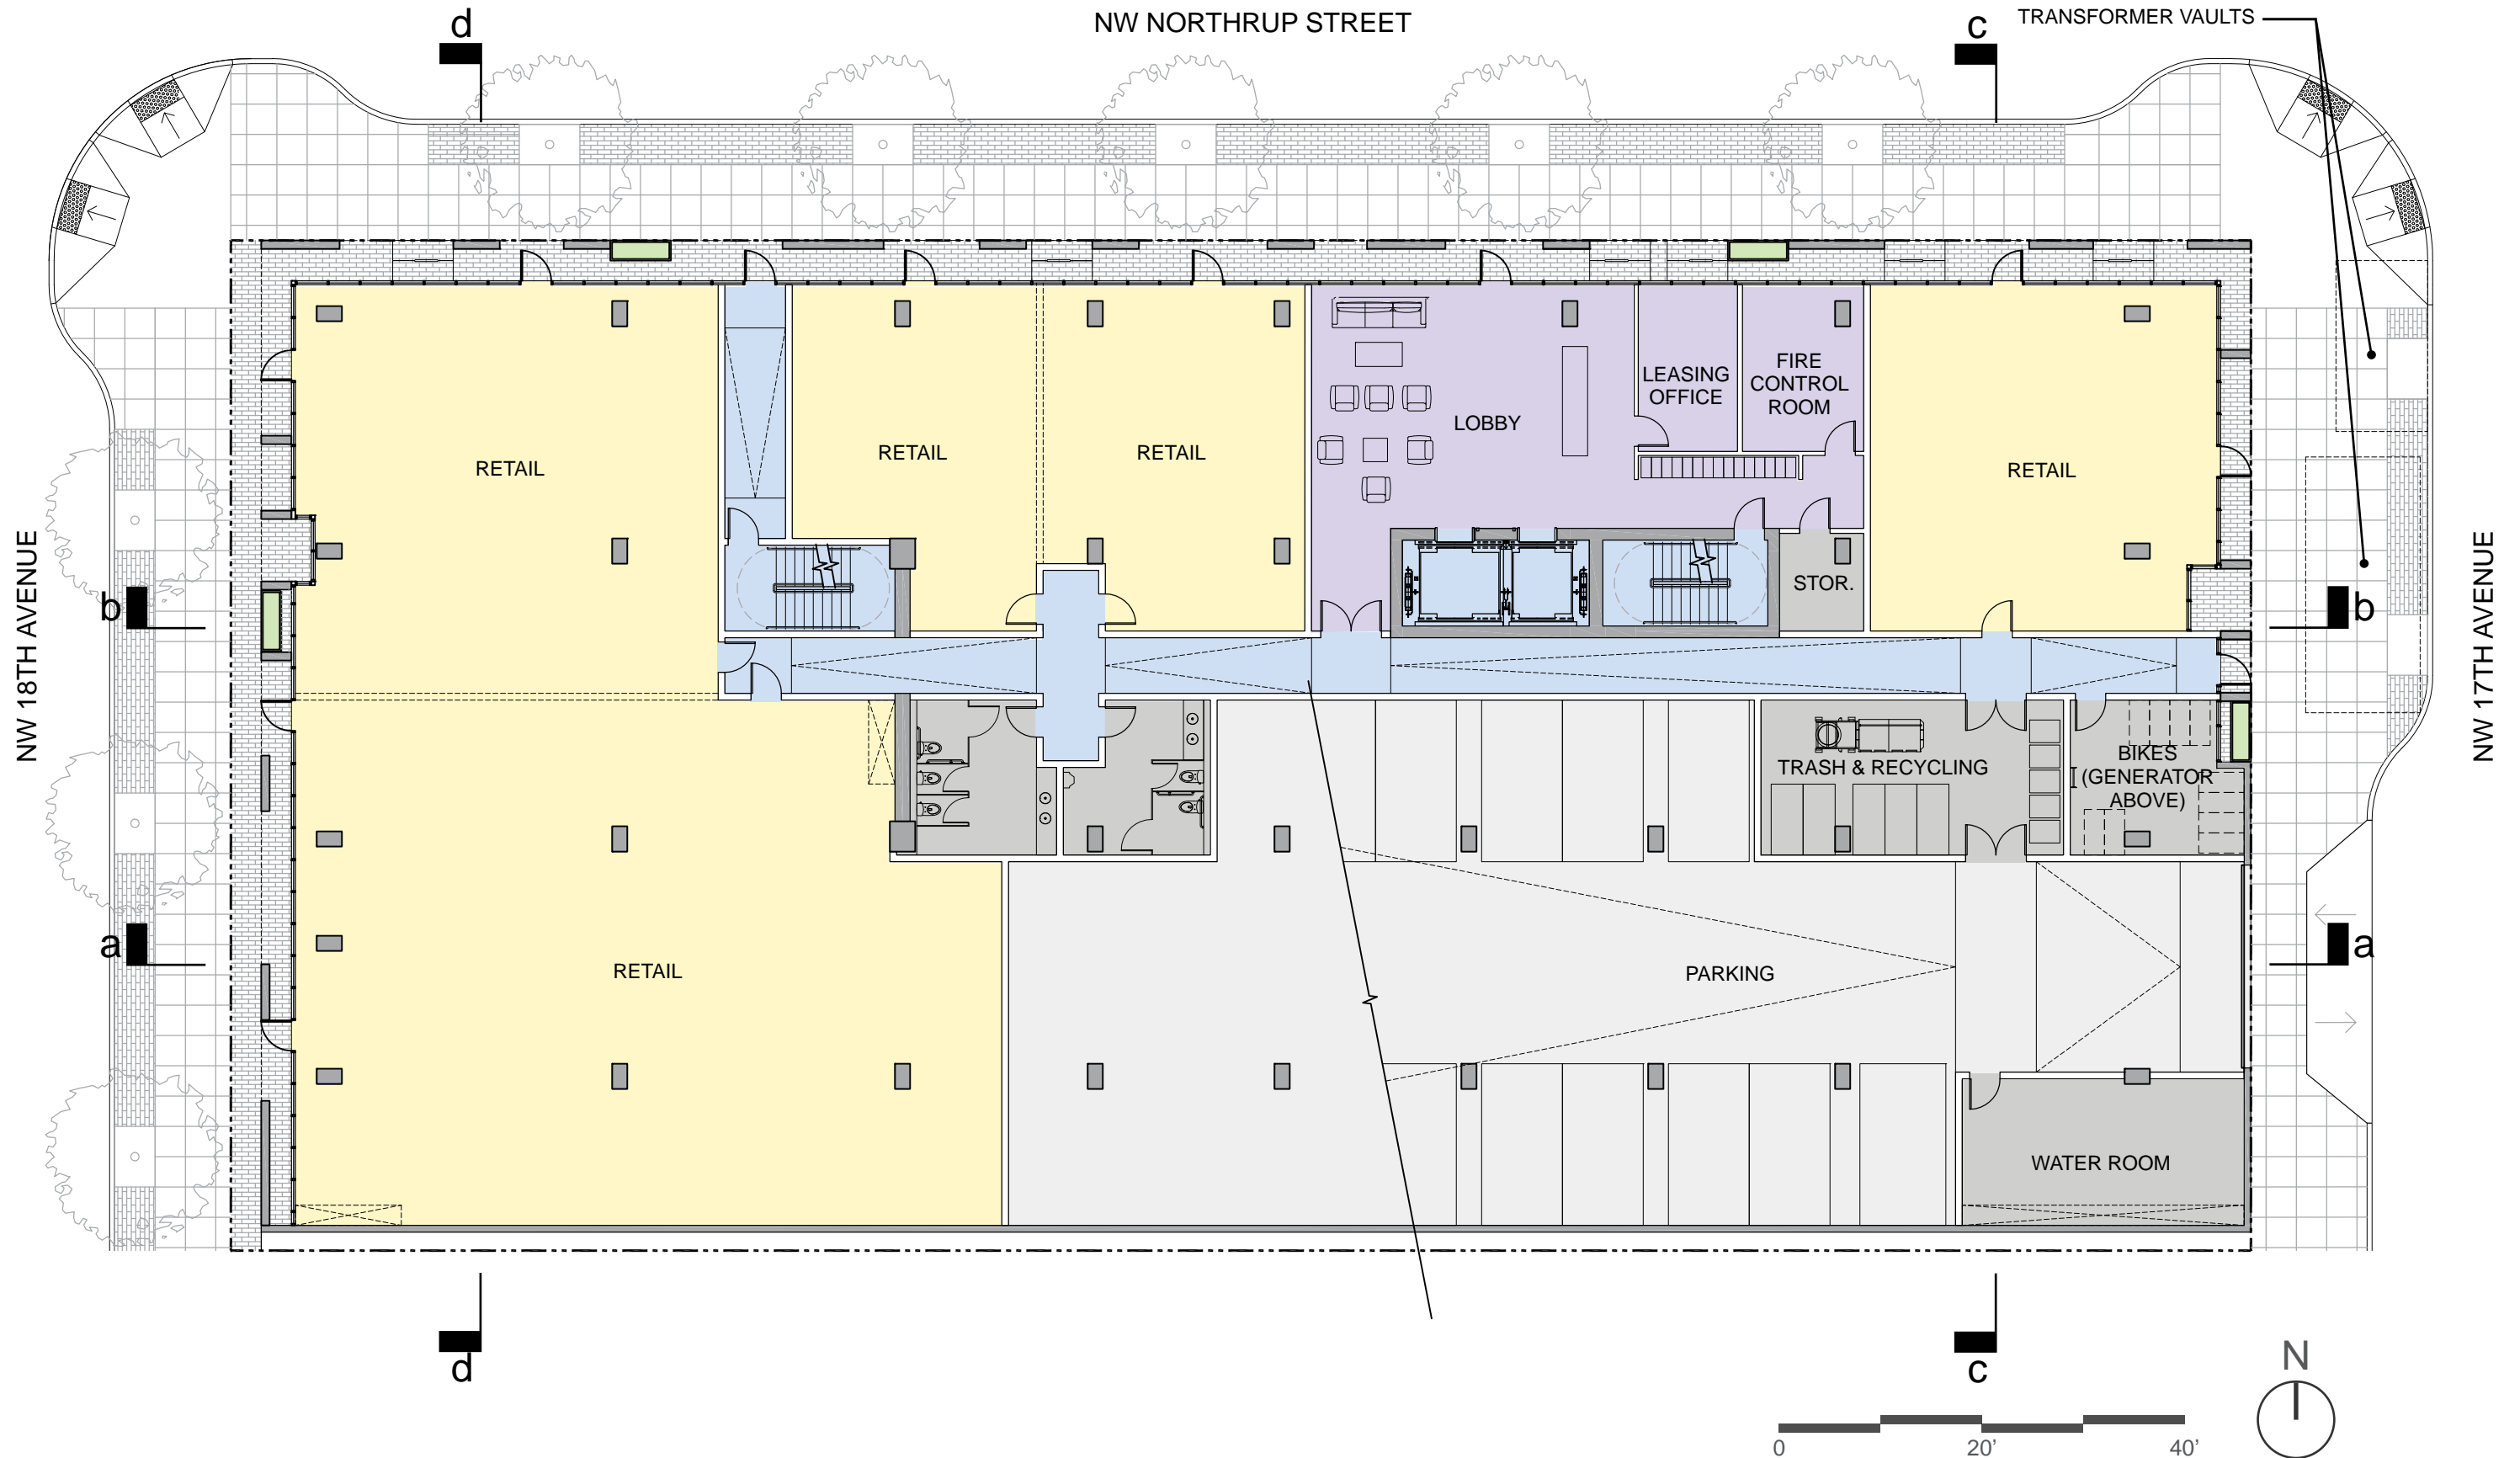 NW NORTHRUP STREET
TRANSFORMER VAULTS
d
c
NW 18TH AVENUE
NW 17TH AVENUE
RETAIL
RETAIL
RETAIL
LOBBY
LEASING
OFFICE
FIRE
CONTROL
ROOM
RETAIL
STOR.
b
b
TRASH & RECYCLING
BIKES
(GENERATOR
ABOVE)
a
a
RETAIL
PARKING
WATER ROOM
d
c
N
0
20’
40’